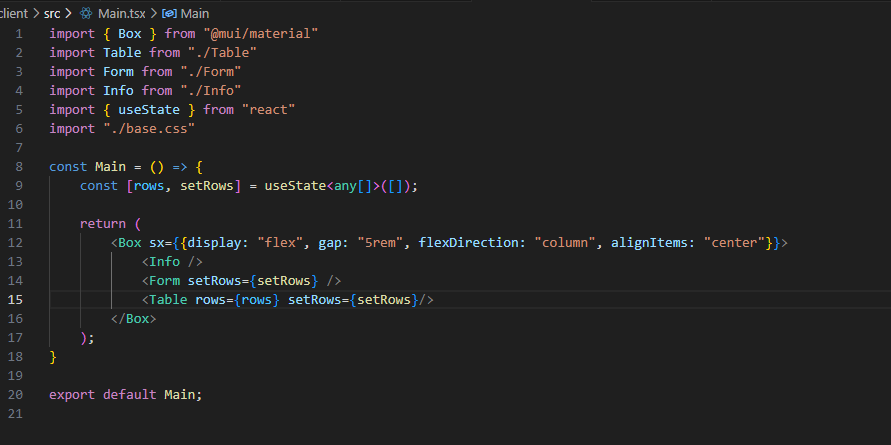 client > src > Main.tsx > Main
1 import { Box } from "@mui/material"
2 import Table from "./Table"
3 import Form from "./Form"
4 import Info from "./Info"
5 import { useState } from "react"
6 import "./base.css"
7
8 const Main = () => {
9     const [rows, setRows] = useState<any[]>([]);
10
11     return (
12         <Box sx={{display: "flex", gap: "5rem", flexDirection: "column", alignItems: "center"}}>
13             <Info />
14             <Form setRows={setRows} />
15             <Table rows={rows} setRows={setRows}/>
16         </Box>
17     );
18 }
19
20 export default Main;
21